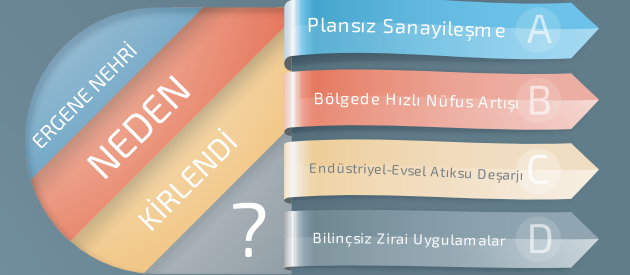 ERGENE NEHRİ
NEDEN
KİRLENDİ
?
Plansız Sanayileşme A
Bölgede Hızlı Nüfus Artışı B
Endüstriyel-Evsel Atıksu Deşarjı C
Bilinçsiz Zirai Uygulamalar D